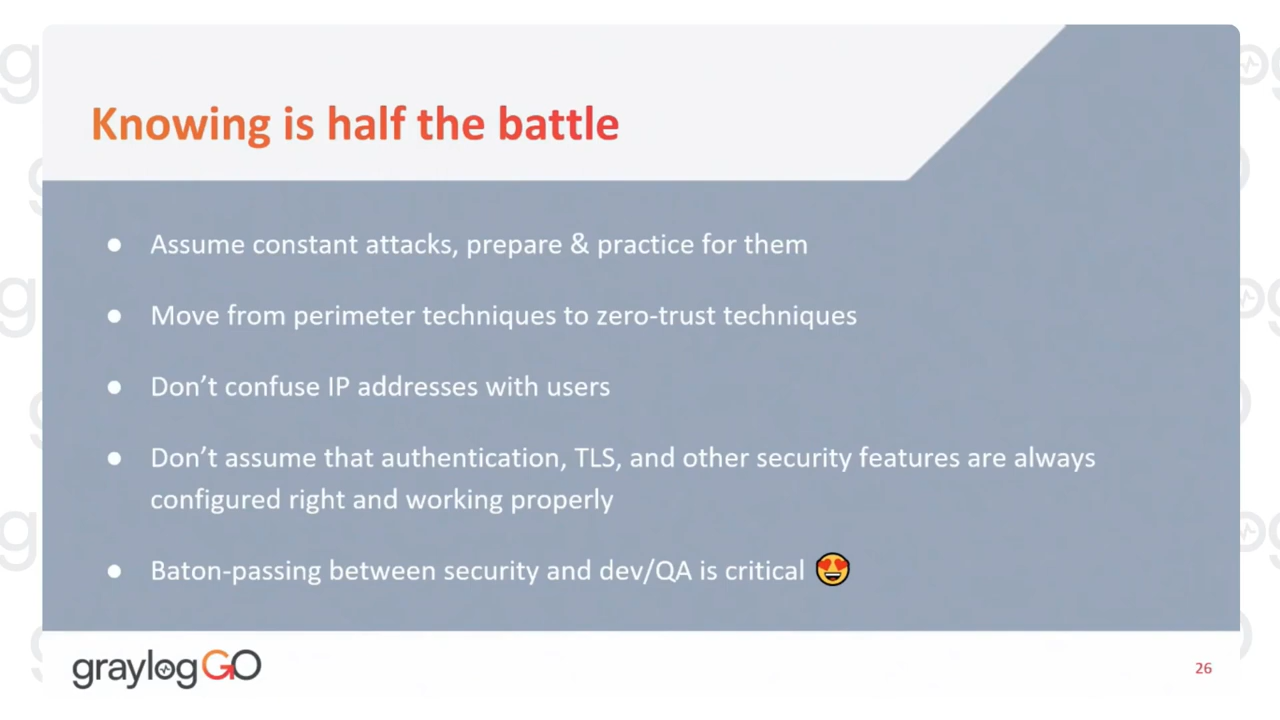 Knowing is half the battle
● Assume constant attacks, prepare & practice for them
● Move from perimeter techniques to zero-trust techniques
● Don’t confuse IP addresses with users
● Don’t assume that authentication, TLS, and other security features are always
configured right and working properly
● Baton-passing between security and dev/QA is critical 😍
graylog GO
26